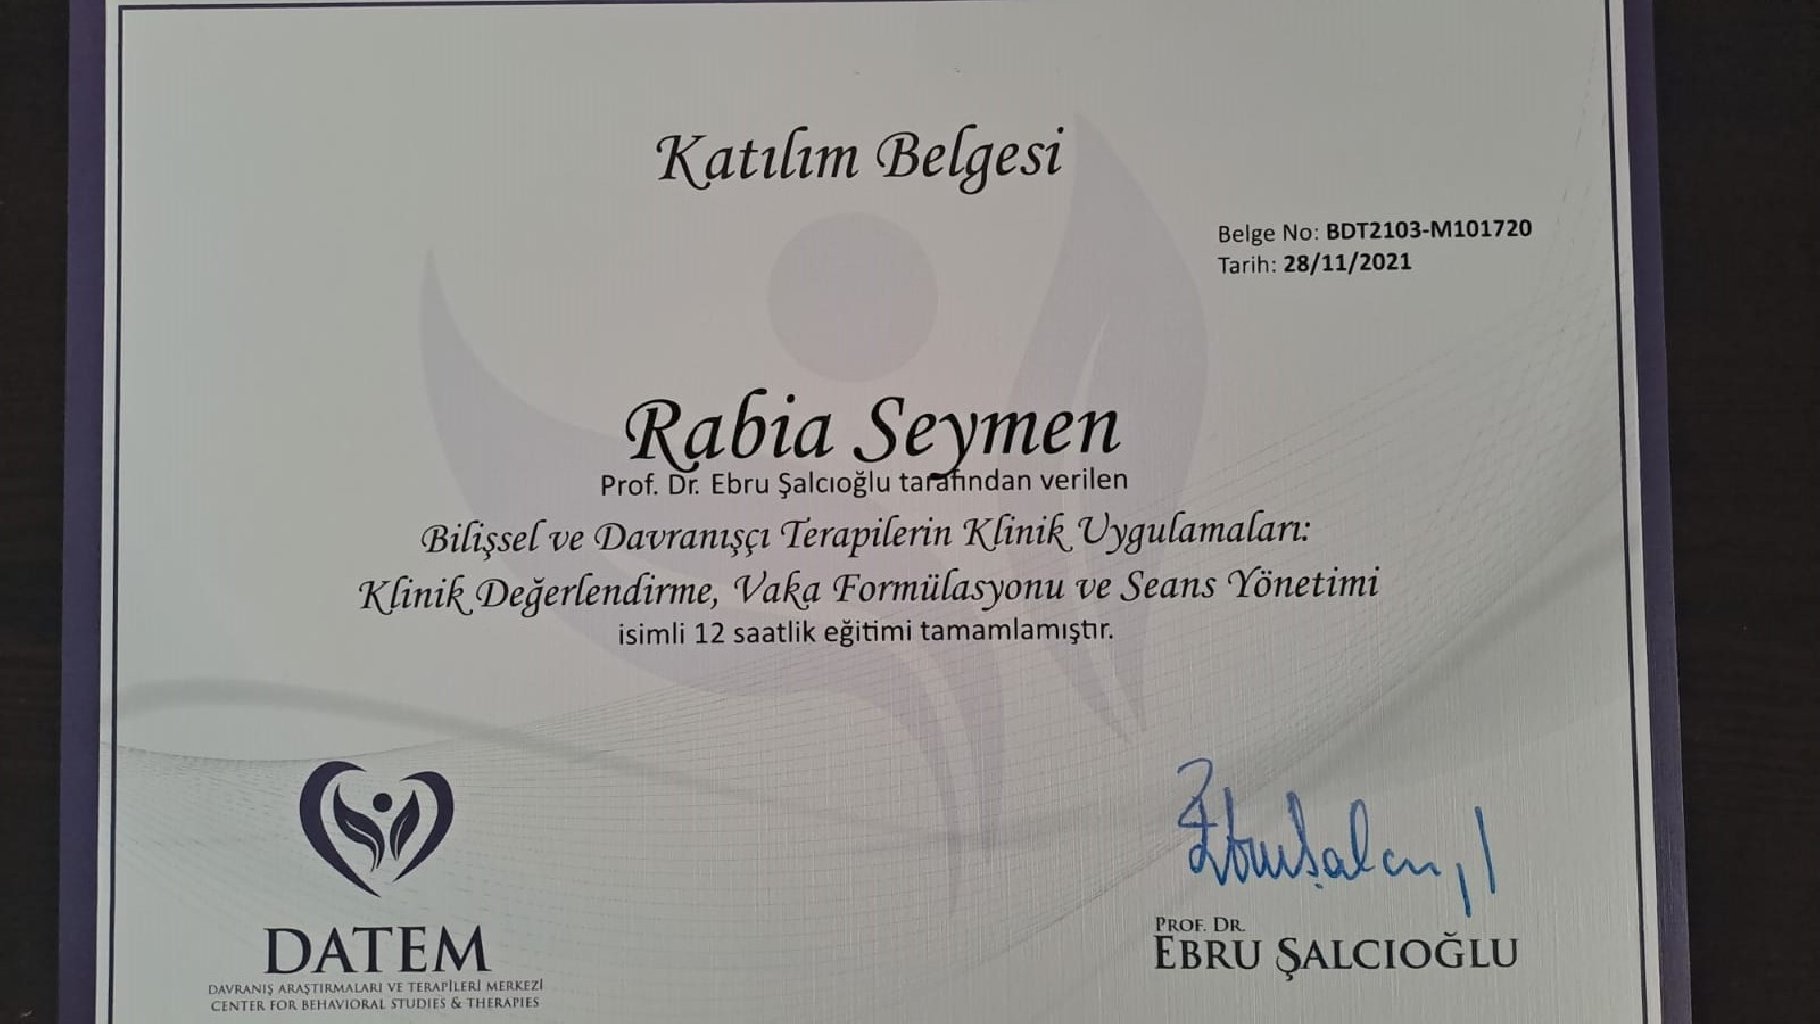 Katılım Belgesi
Belge No: BDT2103-M101720
Tarih: 28/11/2021
Rabia Seymen
Prof. Dr. Ebru Şalcıoğlu tarafından verilen
Bilişsel ve Davranışçı Terapilerin Klinik Uygulamaları:
Klinik Değerlendirme, Vaka Formülasyonu ve Seans Yönetimi
isimli 12 saatlik eğitimi tamamlamıştır.
DATEM
DAVRANIŞ ARAŞTIRMALARI VE TERAPİLERİ MERKEZİ
CENTER FOR BEHAVIORAL STUDIES & THERAPIES
PROF. DR.
EBRU ŞALCIOĞLU